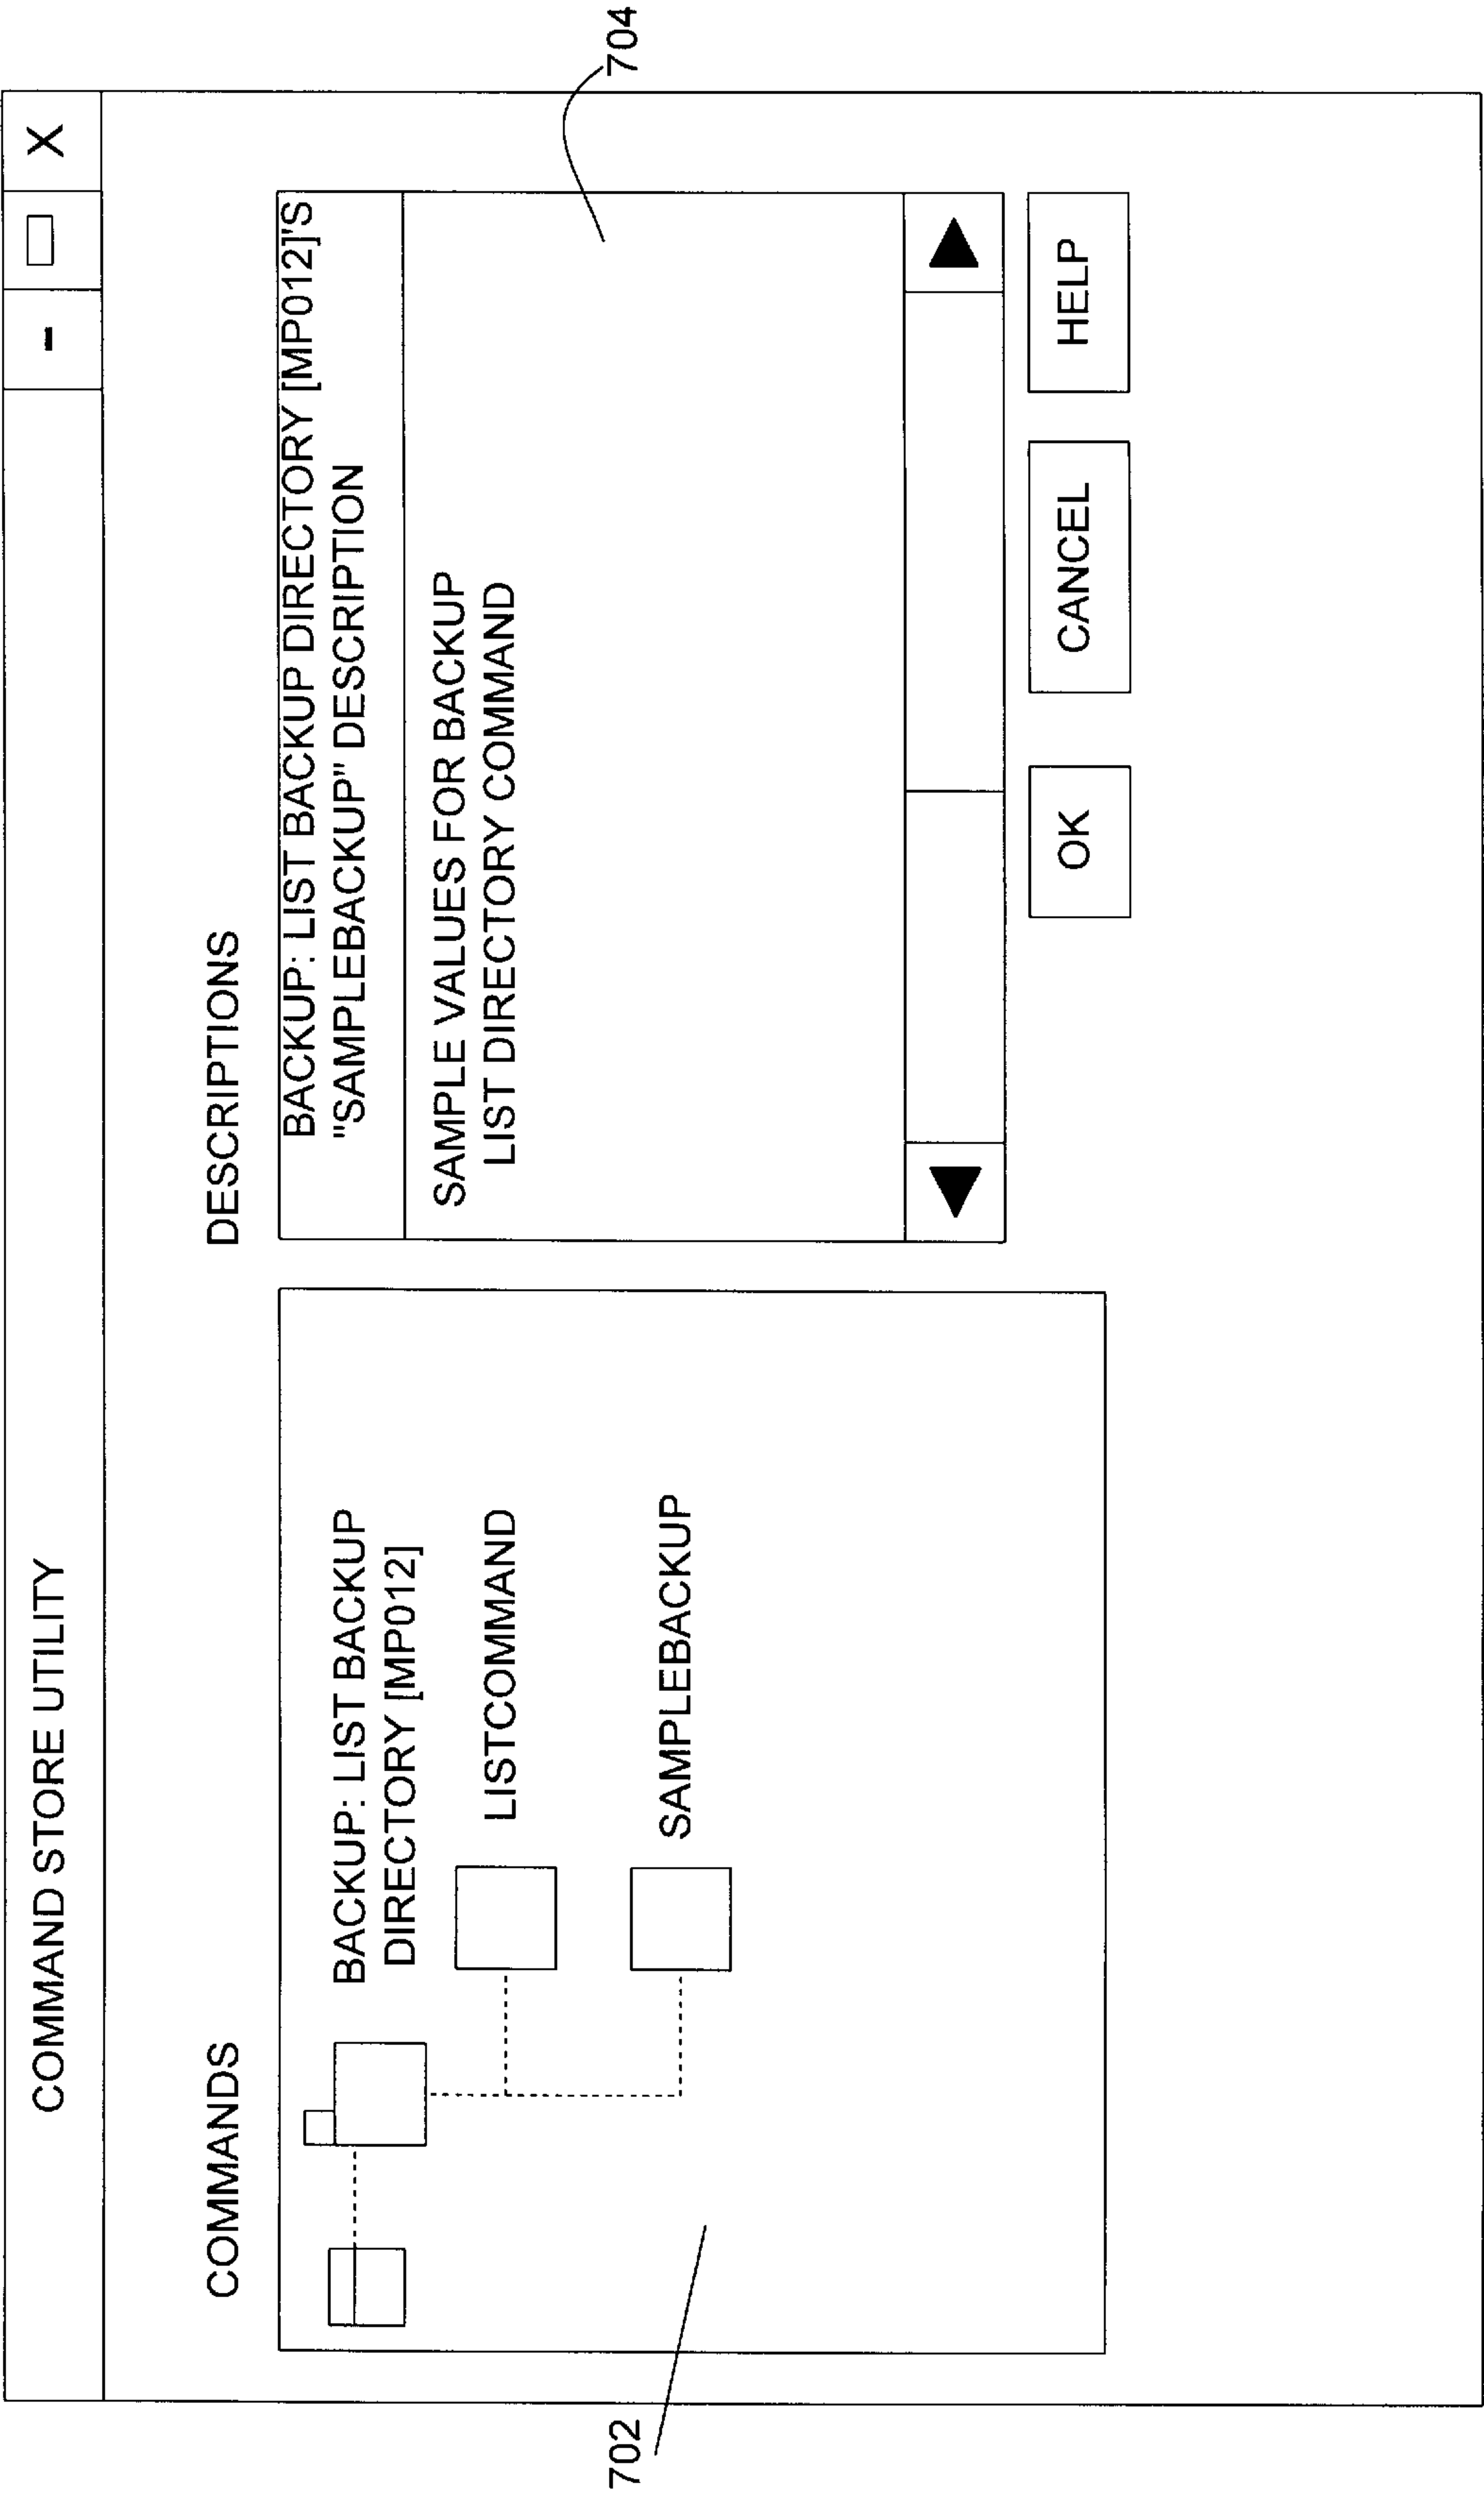 COMMAND STORE UTILITY
- X
COMMANDS
BACKUP: LIST BACKUP
DIRECTORY [MP012]
LISTCOMMAND
SAMPLEBACKUP
702
DESCRIPTIONS
BACKUP: LIST BACKUP DIRECTORY [MP012]'S
"SAMPLEBACKUP" DESCRIPTION
SAMPLE VALUES FOR BACKUP
LIST DIRECTORY COMMAND
704
OK
CANCEL
HELP